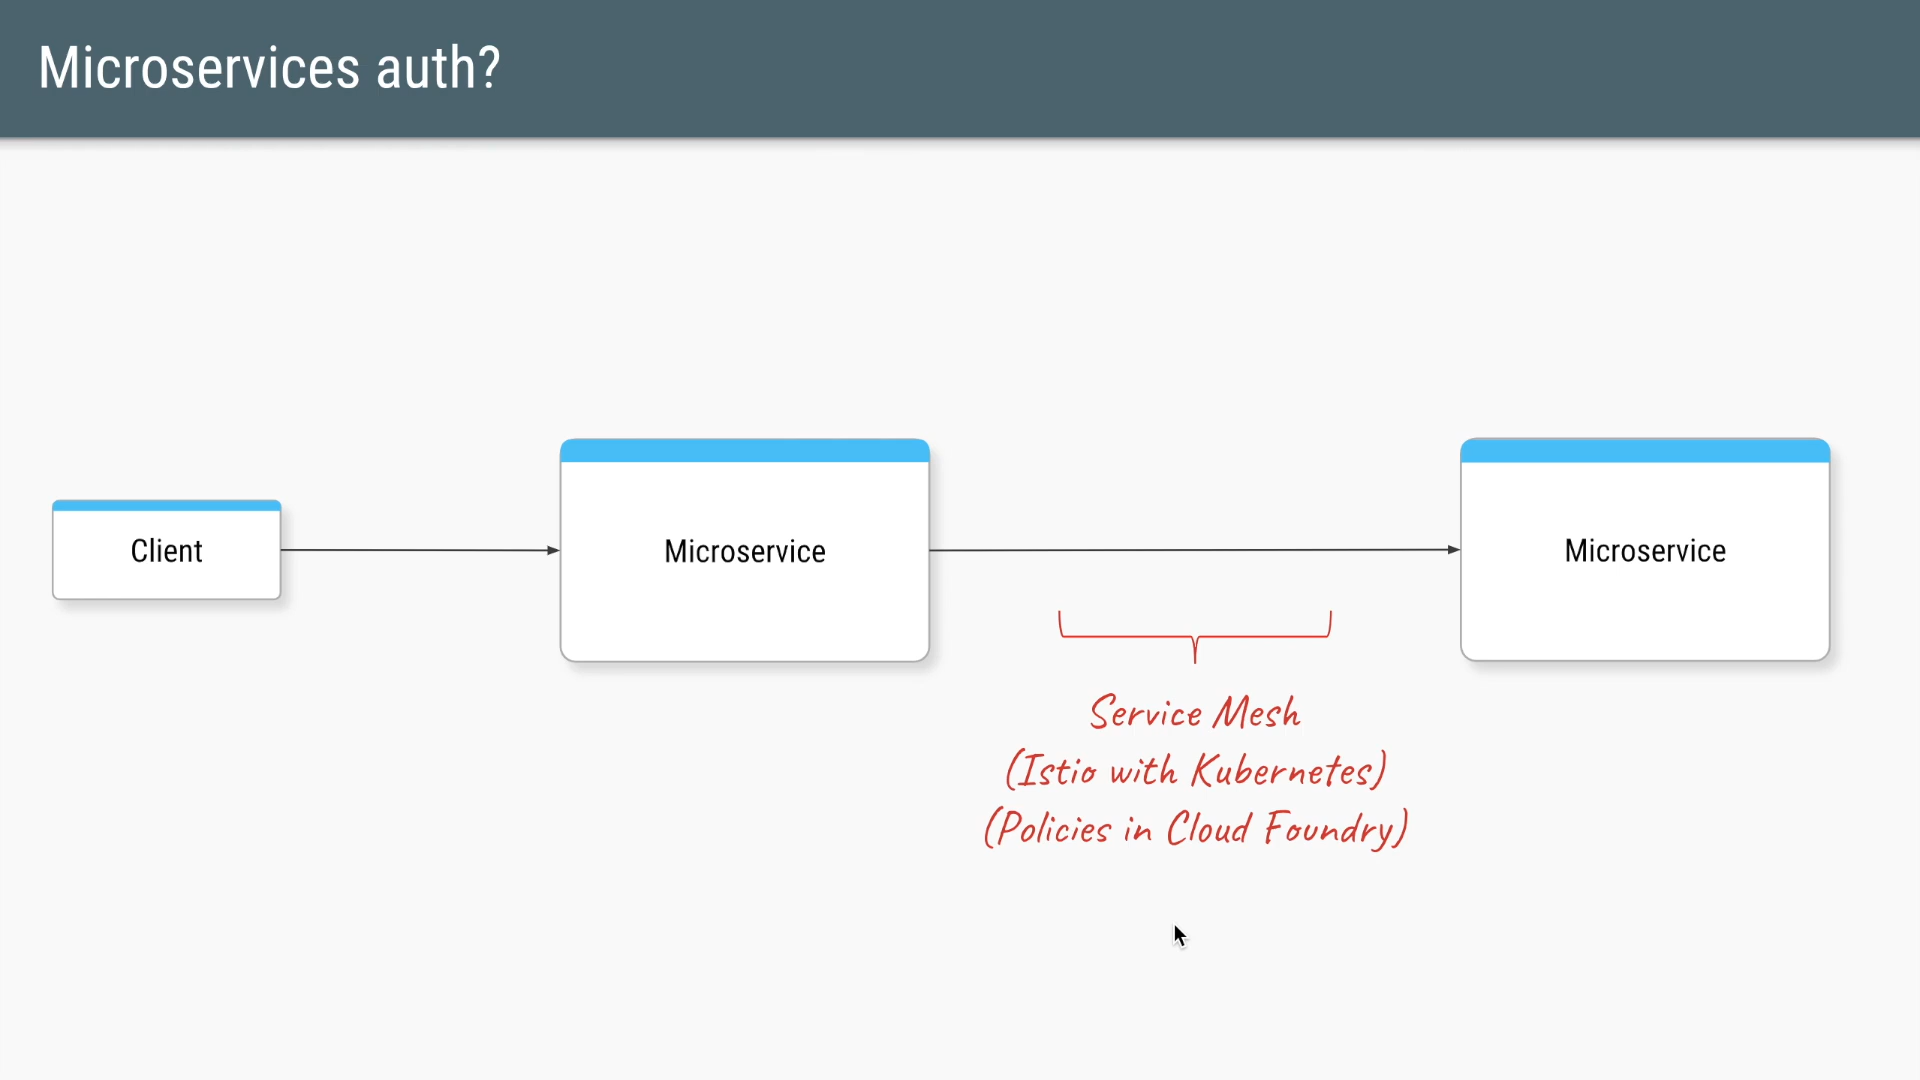 Microservices auth?
Client
Microservice
Microservice
Service Mesh
(Istio with Kubernetes)
(Policies in Cloud Foundry)